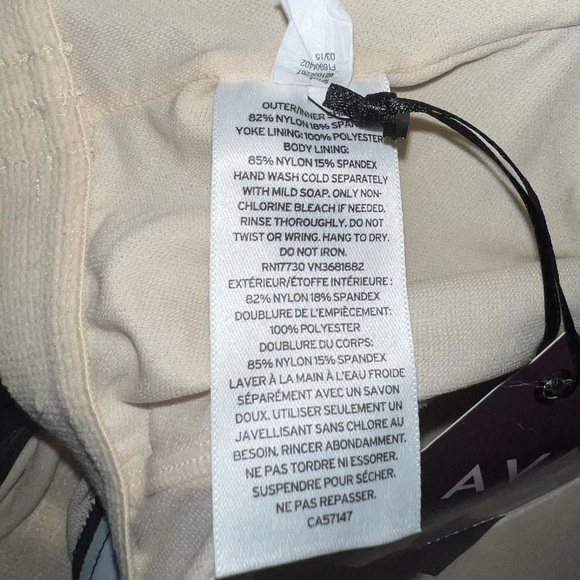 03/15
F1690402
OUTER/INNER
82% NYLON 18% SPANDEX
YOKE LINING: 100% POLYESTER
BODY LINING:
85% NYLON 15% SPANDEX
HAND WASH COLD SEPARATELY
WITH MILD SOAP. ONLY NON-
CHLORINE BLEACH IF NEEDED.
RINSE THOROUGHLY. DO NOT
TWIST OR WRING. HANG TO DRY.
DO NOT IRON.
RN17730 VN3681882
EXTÉRIEUR/ÉTOFFE INTÉRIEURE :
82% NYLON 18% SPANDEX
DOUBLURE DE L'EMPIÈCEMENT:
100% POLYESTER
DOUBLURE DU CORPS:
85% NYLON 15% SPANDEX
LAVER À LA MAIN À L'EAU FROIDE
SÉPARÉMENT AVEC UN SAVON
DOUX. UTILISER SEULEMENT UN
JAVELLISANT SANS CHLORE AU
BESOIN, RINCER ABONDAMMENT.
NE PAS TORDRE NI ESSORER.
SUSPENDRE POUR SÉCHER.
NE PAS REPASSER.
CA57147
AV